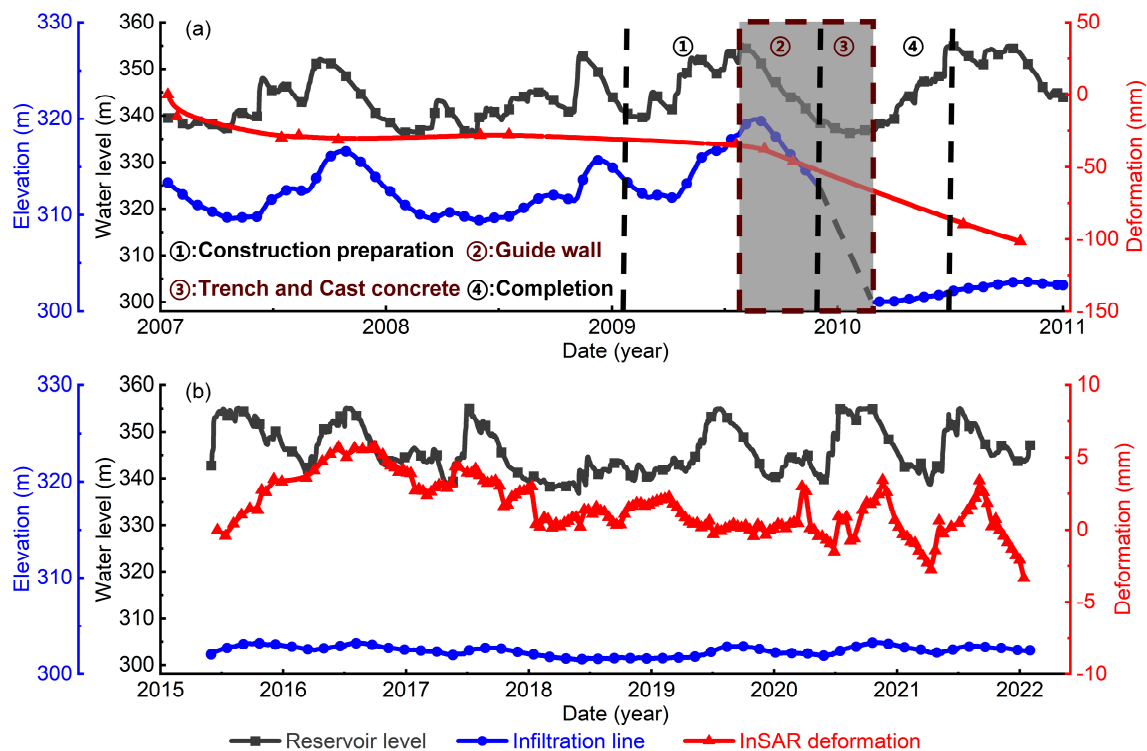 (a)
① ② ③ ④
330 320 310 300
Elevation (m)
360 350 340 330 320 310 300
Water level (m)
50 0 -50 -100 -150
Deformation (mm)
①:Construction preparation ②:Guide wall
③:Trench and Cast concrete ④:Completion
2007 2008 2009 2010 2011
Date (year)
(b)
330 320 310 300
Elevation (m)
360 350 340 330 320 310 300
Water level (m)
10 5 0 -5 -10
Deformation (mm)
2015 2016 2017 2018 2019 2020 2021 2022
Date (year)
Reservoir level Infiltration line InSAR deformation